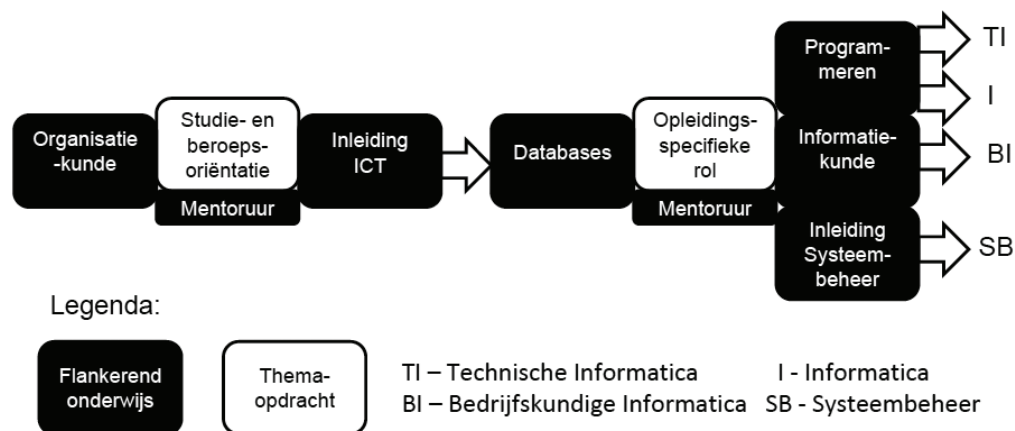 Organisatie
-kunde
Studie- en
beroeps-
oriëntatie
Mentoruur
Inleiding
ICT
Databases
Opleidings-
specifieke
rol
Mentoruur
Program-
meren
Informatie-
kunde
Inleiding
Systeem-
beheer
TI
I
BI
SB
Legenda:
Flankerend
onderwijs
Thema-
opdracht
TI – Technische Informatica I - Informatica
BI – Bedrijfskundige Informatica SB - Systeembeheer